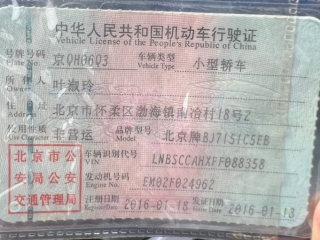 中华人民共和国机动车行驶证
Vehicle License of the People's Republic of China
号牌号码 京QH06Q3 车辆类型 小型轿车
Plate No. Vehicle Type
所有人 叶淑玲
住址 北京市怀柔区渤海镇南冶村18号
使用性质 非营运 品牌型号 北京牌BJ7151C5EB
Use Character
北京市公安局公安交通管理局
车辆识别代号 LNBSCCAHXFF088358
VIN
发动机号码 EM02F024962
Engine No.
注册日期 2016-01-18 发证日期 2016-01-18